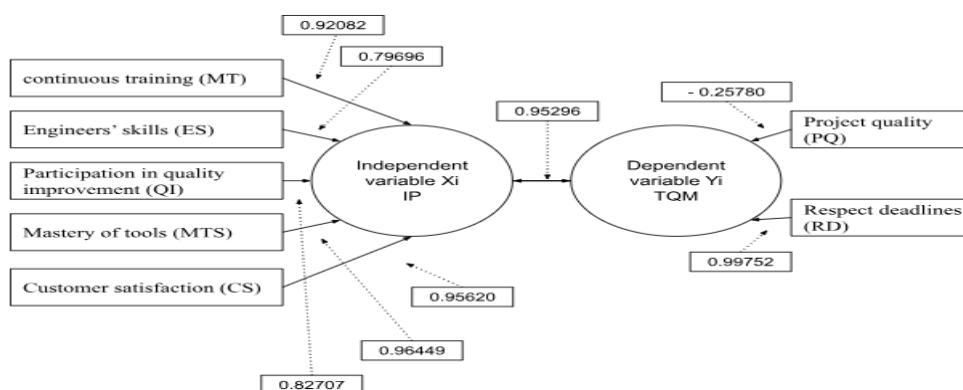 0.92082
0.79696
continuous training (MT)
Engineers' skills (ES)
Participation in quality
improvement (QI)
Mastery of tools (MTS)
Customer satisfaction (CS)
Independent
variable Xi
IP
0.95296
Dependent
variable Yi
TQM
- 0.25780
Project quality
(PQ)
Respect deadlines
(RD)
0.99752
0.95620
0.96449
0.82707